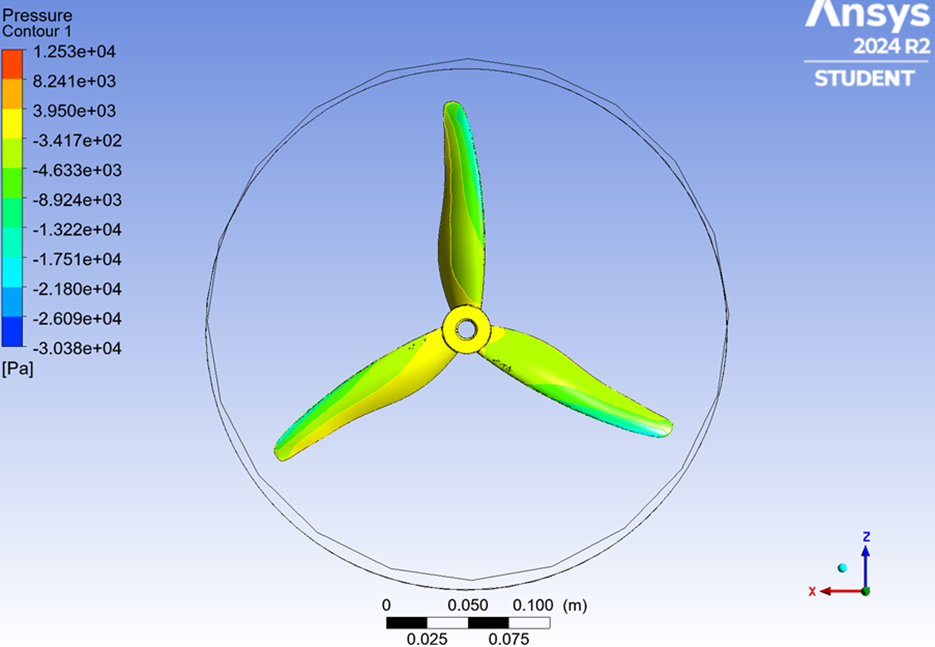 Pressure
Contour 1
1.253e+04
8.241e+03
3.950e+03
-3.417e+02
-4.633e+03
-8.924e+03
-1.322e+04
-1.751e+04
-2.180e+04
-2.609e+04
-3.038e+04
[Pa]
Ansys
2024 R2
STUDENT
Z
X
0 0.050 0.100 (m)
0.025 0.075